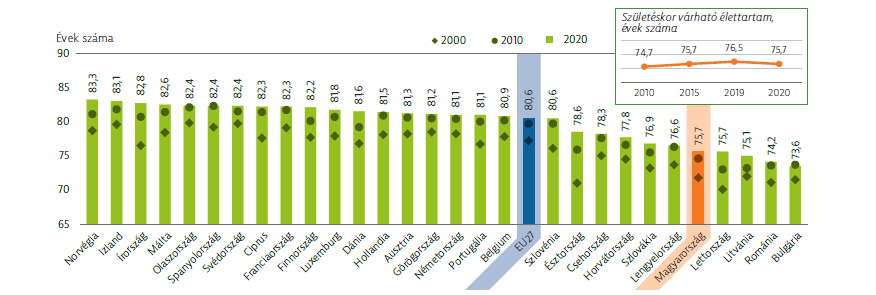 Születéskor várható élettartam,
évek száma
74,7 75,7 76,5 75,7
2010 2015 2019 2020
Évek száma
2000 2010 2020
90
85
80
75
70
65
83,3 83,1 82,8 82,6 82,4 82,4 82,4 82,3 82,3 82,2 81,8 81,6 81,5 81,3 81,2 81,1 81,1 80,9 80,6 80,6 78,6 78,3 77,8 76,9 76,6 75,7 75,7 75,1 74,2 73,6
Norvégia Izland Írország Málta Olaszország Spanyolország Svédország Ciprus Franciaország Finnország Luxemburg Dánia Hollandia Ausztria Görögország Németország Portugália Belgium EU27 Szlovénia Észtország Csehország Horvátország Szlovákia Lengyelország Magyarország Lettország Litvánia Románia Bulgária